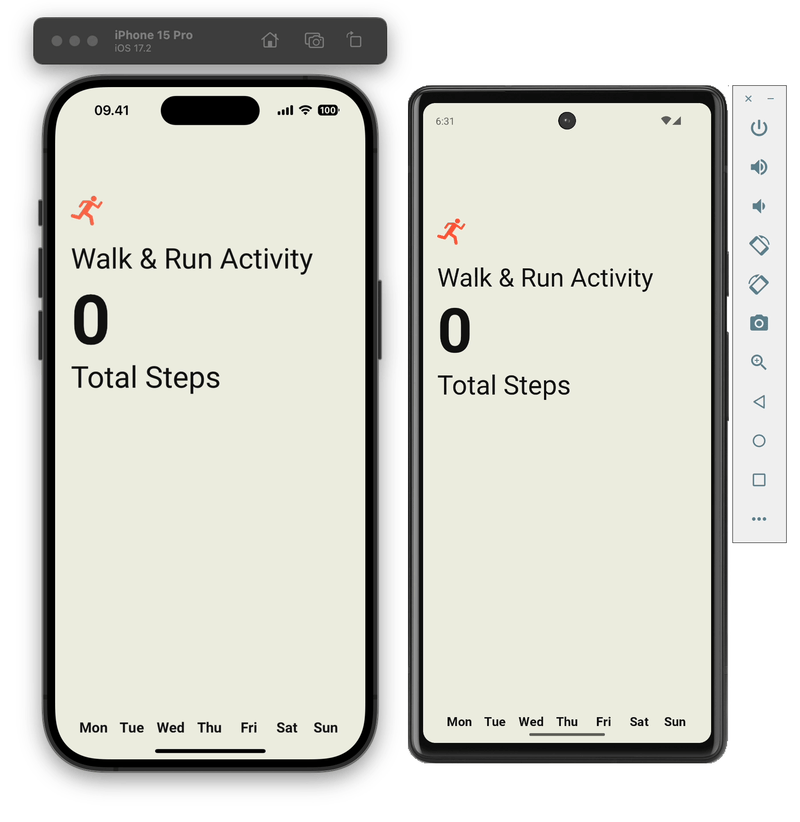 iPhone 15 Pro
iOS 17.2
09.41
100
Walk & Run Activity
0
Total Steps
Mon Tue Wed Thu Fri Sat Sun
6:31
Walk & Run Activity
0
Total Steps
Mon Tue Wed Thu Fri Sat Sun